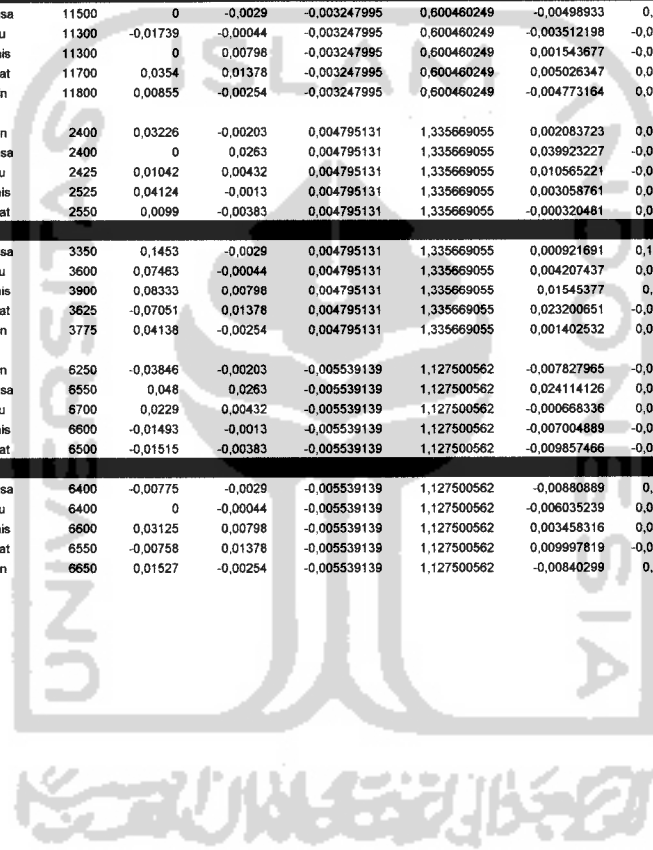 sa 11500 0 -0,0029 -0,003247995 0,600460249 -0,00498933 0,
u 11300 -0,01739 -0,00044 -0,003247995 0,600460249 -0,003512198 -0,0
is 11300 0 0,00798 -0,003247995 0,600460249 0,001543677 -0,0
at 11700 0,0354 0,01378 -0,003247995 0,600460249 0,005026347 0,0
n 11800 0,00855 -0,00254 -0,003247995 0,600460249 -0,004773164 0,0
n 2400 0,03226 -0,00203 0,004795131 1,335669055 0,002083723 0,0
sa 2400 0 0,0263 0,004795131 1,335669055 0,039923227 -0,0
u 2425 0,01042 0,00432 0,004795131 1,335669055 0,010565221 -0,0
is 2525 0,04124 -0,0013 0,004795131 1,335669055 0,003058761 0,0
at 2550 0,0099 -0,00383 0,004795131 1,335669055 -0,000320481 0,0
sa 3350 0,1453 -0,0029 0,004795131 1,335669055 0,000921691 0,1
u 3600 0,07463 -0,00044 0,004795131 1,335669055 0,004207437 0,0
is 3900 0,08333 0,00798 0,004795131 1,335669055 0,01545377 0,
at 3625 -0,07051 0,01378 0,004795131 1,335669055 0,023200651 -0,0
n 3775 0,04138 -0,00254 0,004795131 1,335669055 0,001402532 0,0
n 6250 -0,03846 -0,00203 -0,005539139 1,127500562 -0,007827965 -0,0
sa 6550 0,048 0,0263 -0,005539139 1,127500562 0,024114126 0,0
u 6700 0,0229 0,00432 -0,005539139 1,127500562 -0,000668336 0,0
is 6600 -0,01493 -0,0013 -0,005539139 1,127500562 -0,007004889 -0,0
at 6500 -0,01515 -0,00383 -0,005539139 1,127500562 -0,009857466 -0,0
sa 6400 -0,00775 -0,0029 -0,005539139 1,127500562 -0,00880889 0,
u 6400 0 -0,00044 -0,005539139 1,127500562 -0,006035239 0,0
is 6600 0,03125 0,00798 -0,005539139 1,127500562 0,003458316 0,0
at 6550 -0,00758 0,01378 -0,005539139 1,127500562 0,009997819 -0,0
n 6650 0,01527 -0,00254 -0,005539139 1,127500562 -0,00840299 0,
ISLAM
UNIVERSITAS
INDONESIA